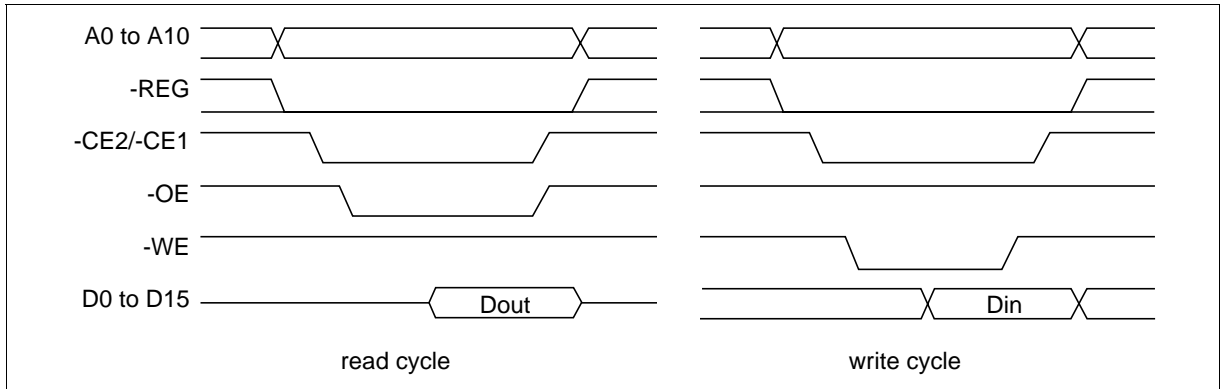 A0 to A10
-REG
-CE2/-CE1
-OE
-WE
D0 to D15
Dout
Din
read cycle
write cycle